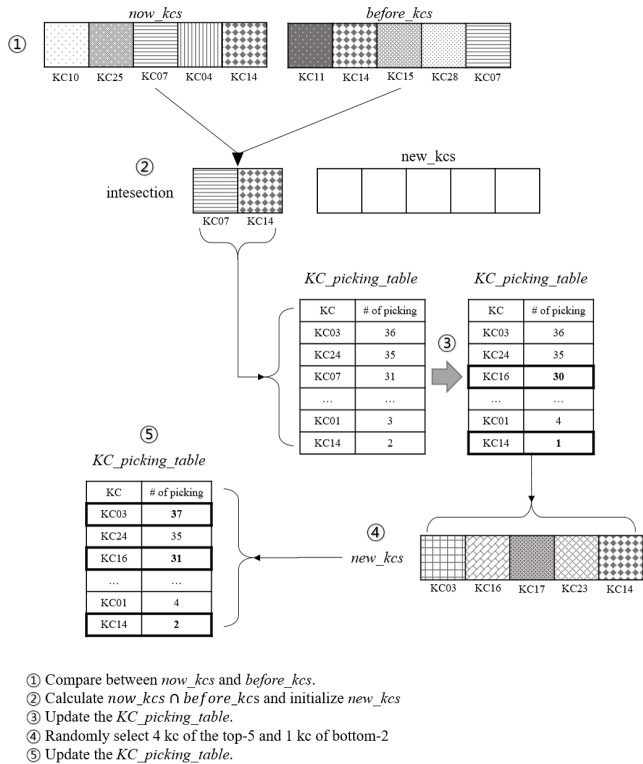 now_kcs before_kcs
①
KC10 KC25 KC07 KC04 KC14 KC11 KC14 KC15 KC28 KC07
②
intesection
new_kcs
KC07 KC14
KC_picking_table
KC # of picking
KC03 36
KC24 35
KC07 31
... ...
KC01 3
KC14 2
③
KC_picking_table
KC # of picking
KC03 36
KC24 35
KC16 30
... ...
KC01 4
KC14 1
④
new_kcs
KC03 KC16 KC17 KC23 KC14
⑤
KC_picking_table
KC # of picking
KC03 37
KC24 35
KC16 31
... ...
KC01 4
KC14 2
① Compare between now_kcs and before_kcs.
② Calculate now_kcs ∩ before_kcs and initialize new_kcs
③ Update the KC_picking_table.
④ Randomly select 4 kc of the top-5 and 1 kc of bottom-2
⑤ Update the KC_picking_table.